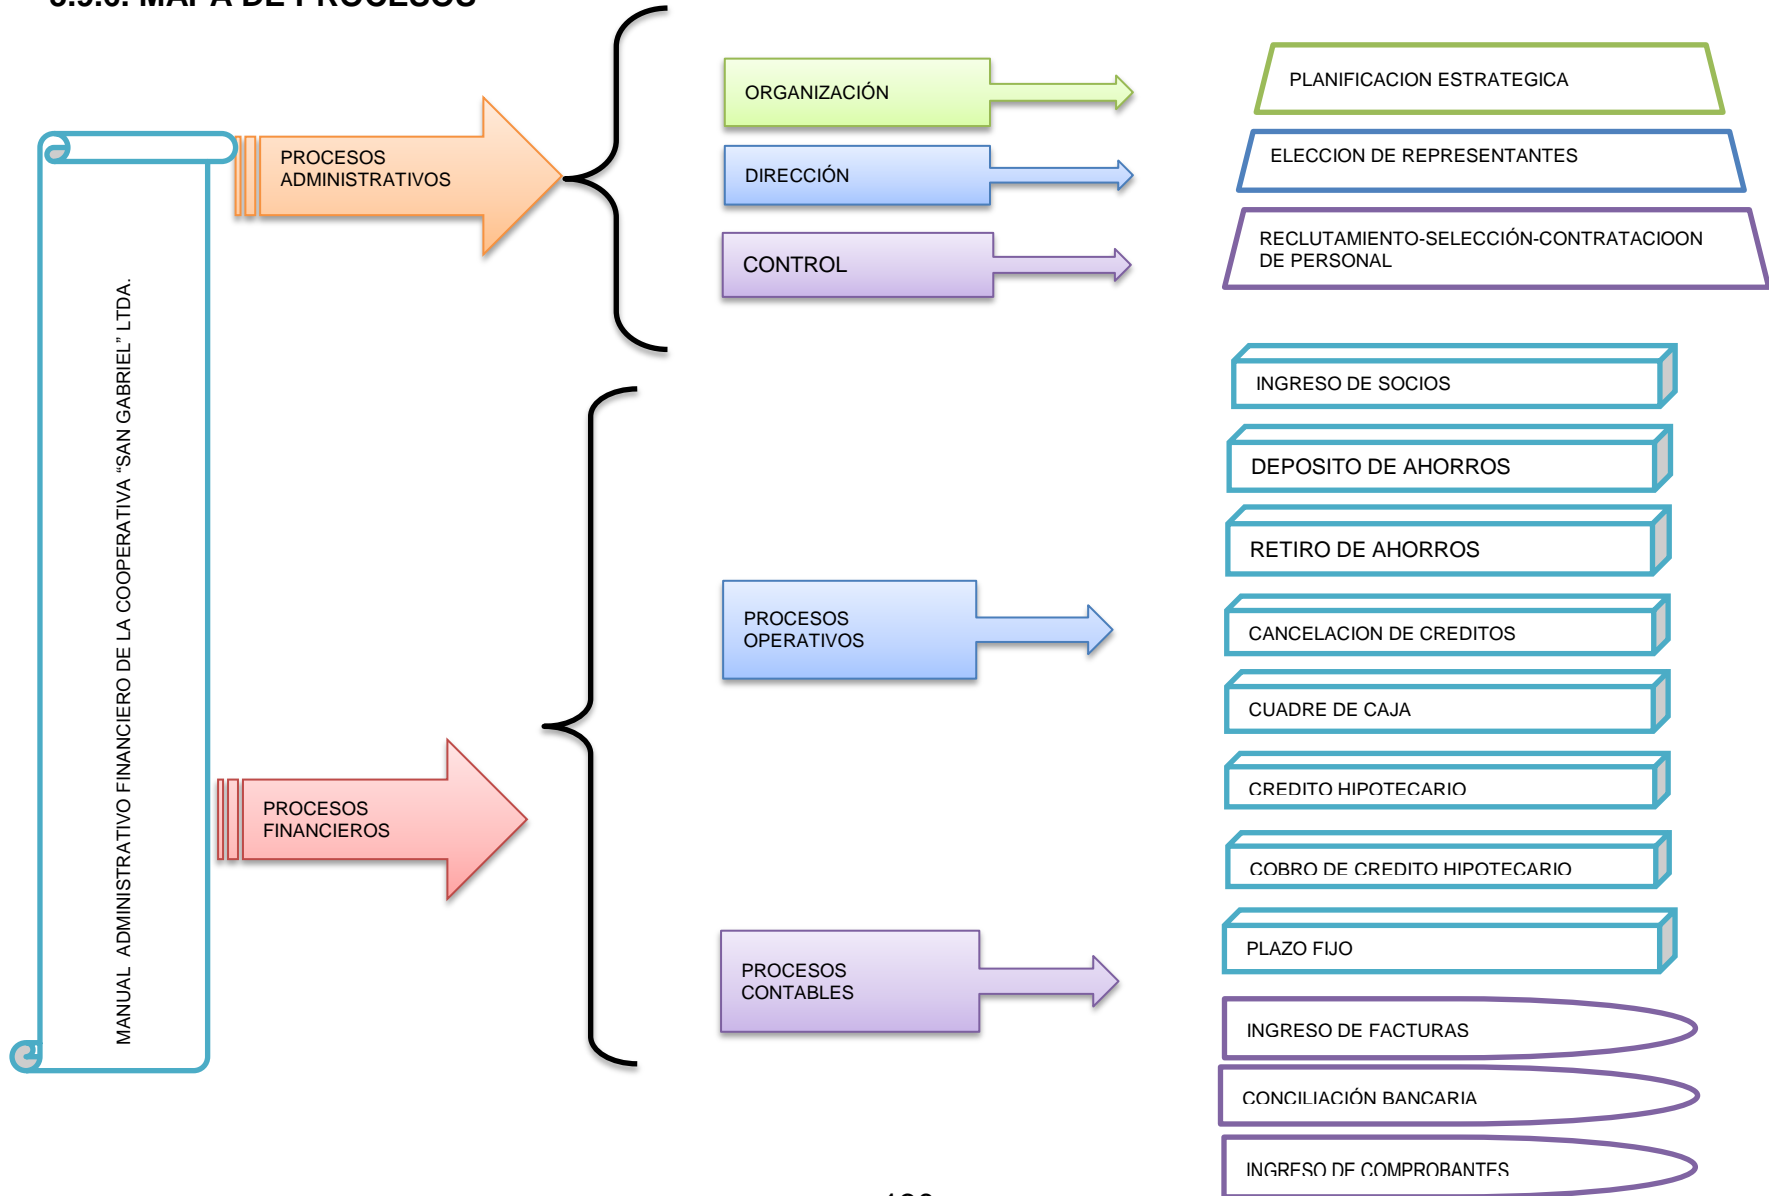 MAPA DE PROCESOS
MANUAL ADMINISTRATIVO FINANCIERO DE LA COOPERATIVA “SAN GABRIEL” LTDA.
PROCESOS
ADMINISTRATIVOS
ORGANIZACIÓN
DIRECCIÓN
CONTROL
PLANIFICACION ESTRATEGICA
ELECCION DE REPRESENTANTES
RECLUTAMIENTO-SELECCIÓN-CONTRATACIOON
DE PERSONAL
PROCESOS
FINANCIEROS
PROCESOS
OPERATIVOS
INGRESO DE SOCIOS
DEPOSITO DE AHORROS
RETIRO DE AHORROS
CANCELACION DE CREDITOS
CUADRE DE CAJA
CREDITO HIPOTECARIO
COBRO DE CREDITO HIPOTECARIO
PLAZO FIJO
PROCESOS
CONTABLES
INGRESO DE FACTURAS
CONCILIACIÓN BANCARIA
INGRESO DE COMPROBANTES